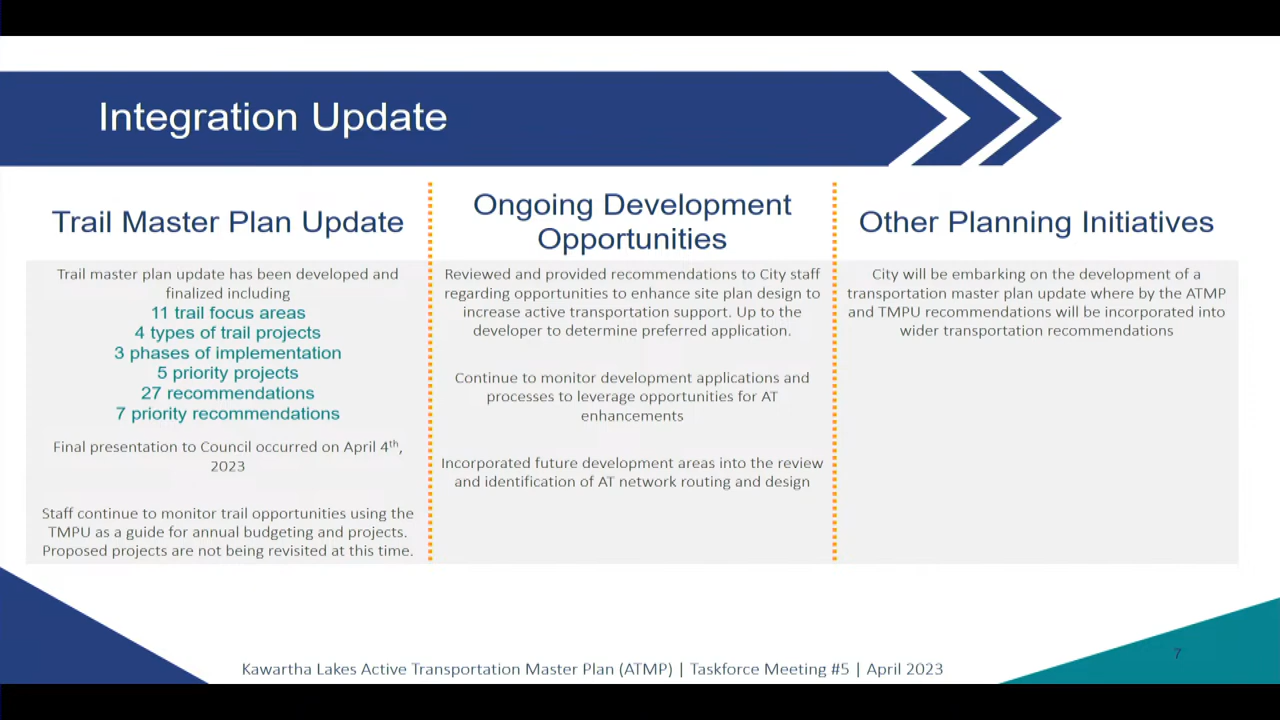 Integration Update
Trail Master Plan Update
Trail master plan update has been developed and
finalized including
11 trail focus areas
4 types of trail projects
3 phases of implementation
5 priority projects
27 recommendations
7 priority recommendations
Final presentation to Council occurred on April 4th,
2023
Staff continue to monitor trail opportunities using the
TMPU as a guide for annual budgeting and projects.
Proposed projects are not being revisited at this time.
Ongoing Development
Opportunities
Reviewed and provided recommendations to City staff
regarding opportunities to enhance site plan design to
increase active transportation support. Up to the
developer to determine preferred application.
Continue to monitor development applications and
processes to leverage opportunities for AT
enhancements
Incorporated future development areas into the review
and identification of AT network routing and design
Other Planning Initiatives
City will be embarking on the development of a
transportation master plan update where by the ATMP
and TMPU recommendations will be incorporated into
wider transportation recommendations
Kawartha Lakes Active Transportation Master Plan (ATMP) | Taskforce Meeting #5 | April 2023
7